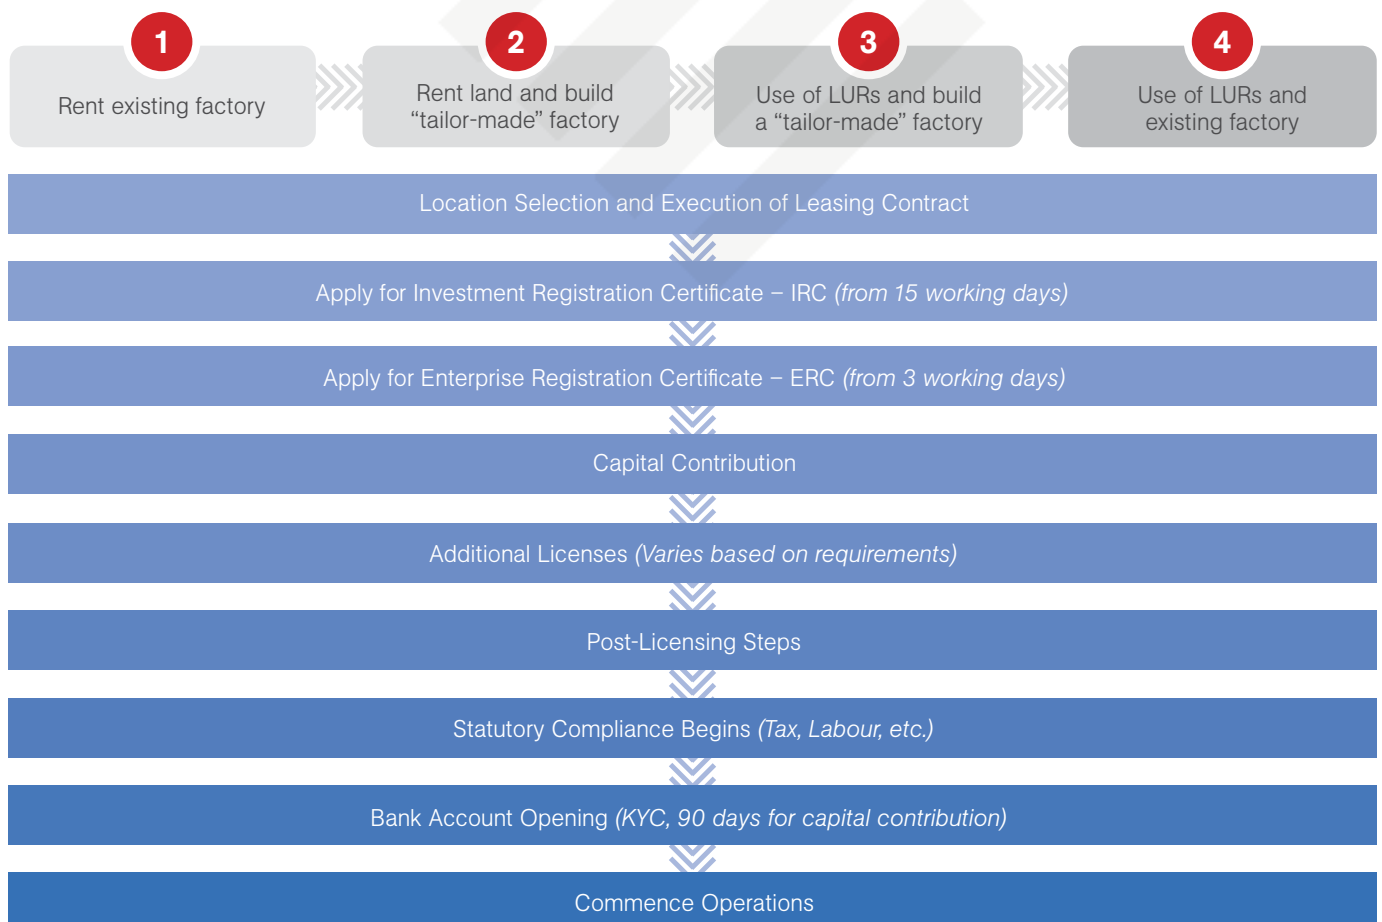 1
Rent existing factory
2
Rent land and build
“tailor-made” factory
3
Use of LURs and build
a “tailor-made” factory
4
Use of LURs and
existing factory
Location Selection and Execution of Leasing Contract
Apply for Investment Registration Certificate – IRC (from 15 working days)
Apply for Enterprise Registration Certificate – ERC (from 3 working days)
Capital Contribution
Additional Licenses (Varies based on requirements)
Post-Licensing Steps
Statutory Compliance Begins (Tax, Labour, etc.)
Bank Account Opening (KYC, 90 days for capital contribution)
Commence Operations